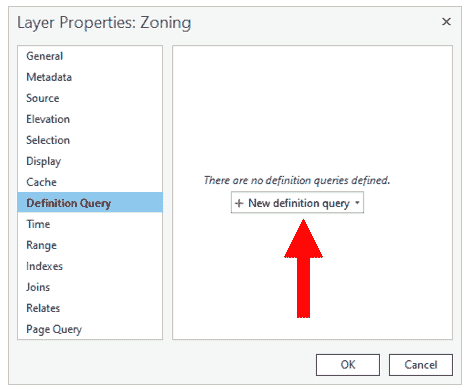 Layer Properties: Zoning
General
Metadata
Source
Elevation
Selection
Display
Cache
Definition Query
Time
Range
Indexes
Joins
Relates
Page Query
There are no definition queries defined.
+ New definition query
OK
Cancel